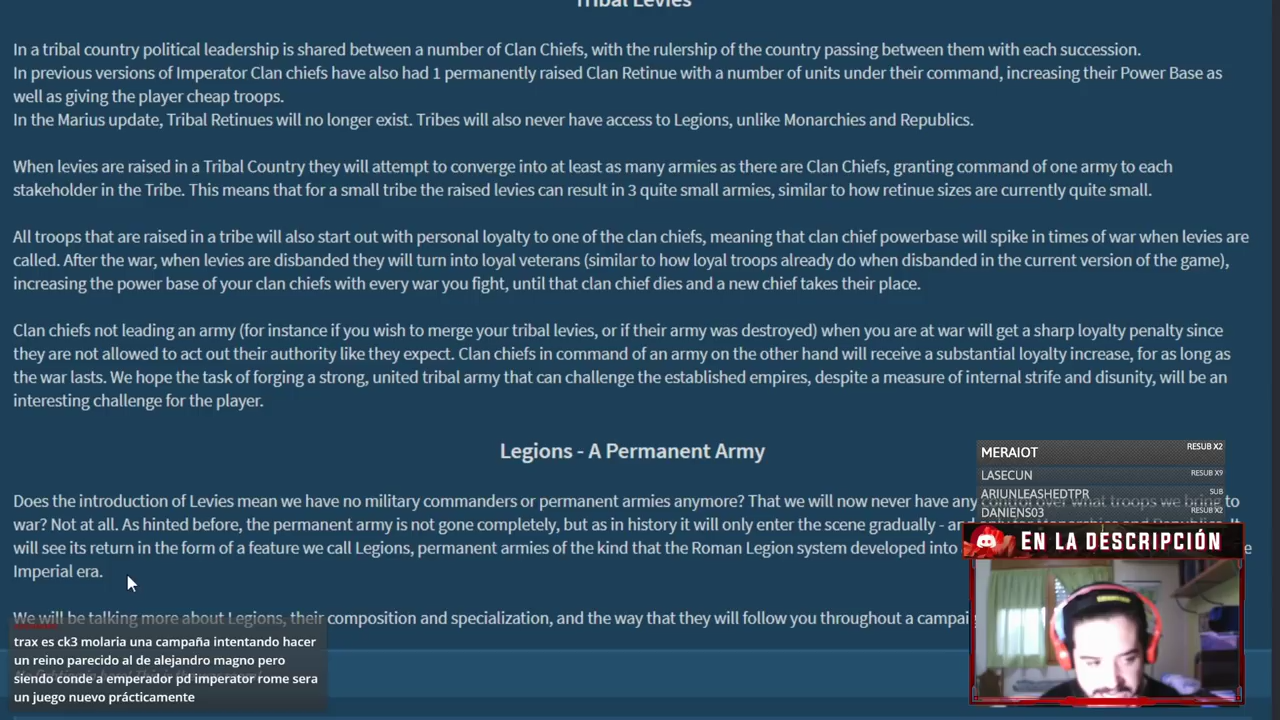 Tribal Levies
In a tribal country political leadership is shared between a number of Clan Chiefs, with the rulership of the country passing between them with each succession.
In previous versions of Imperator Clan chiefs have also had 1 permanently raised Clan Retinue with a number of units under their command, increasing their Power Base as
well as giving the player cheap troops.
In the Marius update, Tribal Retinues will no longer exist. Tribes will also never have access to Legions, unlike Monarchies and Republics.
When levies are raised in a Tribal Country they will attempt to converge into at least as many armies as there are Clan Chiefs, granting command of one army to each
stakeholder in the Tribe. This means that for a small tribe the raised levies can result in 3 quite small armies, similar to how retinue sizes are currently quite small.
All troops that are raised in a tribe will also start out with personal loyalty to one of the clan chiefs, meaning that clan chief powerbase will spike in times of war when levies are
called. After the war, when levies are disbanded they will turn into loyal veterans (similar to how loyal troops already do when disbanded in the current version of the game),
increasing the power base of your clan chiefs with every war you fight, until that clan chief dies and a new chief takes their place.
Clan chiefs not leading an army (for instance if you wish to merge your tribal levies, or if their army was destroyed) when you are at war will get a sharp loyalty penalty since
they are not allowed to act out their authority like they expect. Clan chiefs in command of an army on the other hand will receive a substantial loyalty increase, for as long as
the war lasts. We hope the task of forging a strong, united tribal army that can challenge the established empires, despite a measure of internal strife and disunity, will be an
interesting challenge for the player.
Legions - A Permanent Army
Does the introduction of Levies mean we have no military commanders or permanent armies anymore? That we will now never have any control over what troops we bring to
war? Not at all. As hinted before, the permanent army is not gone completely, but as in history it will only enter the scene gradually - and only for Monarchies and Republics. It
will see its return in the form of a feature we call Legions, permanent armies of the kind that the Roman Legion system developed into
Imperial era.
We will be talking more about Legions, their composition and specialization, and the way that they will follow you throughout a
MERAIOT RESUB X2
LASECUN RESUB X9
ARIUNLEASHEDTPR SUB
DANIENS03 RESUB X2
EN LA DESCRIPCIÓN
trax es ck3 molaria una campaña intentando hacer
un reino parecido al de alejandro magno pero
siendo conde a emperador pd imperator rome sera
un juego nuevo prácticamente